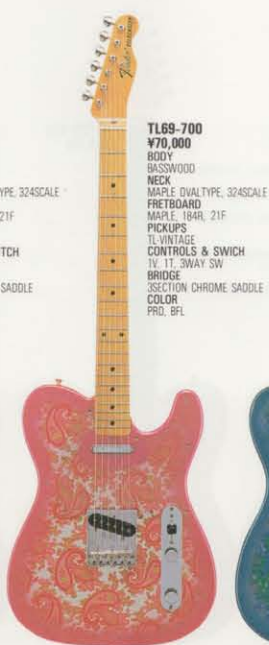 Fender
TL69-700
¥70,000
BODY
BASSWOOD
NECK
MAPLE OVALTYPE, 324SCALE
FRETBOARD
MAPLE, 184R, 21F
PICKUPS
TL-VINTAGE
CONTROLS & SWICH
1V, 1T, 3WAY SW
BRIDGE
3SECTION CHROME SADDLE
COLOR
PRD, BFL
YPE, 324SCALE
21F
TCH
SADDLE